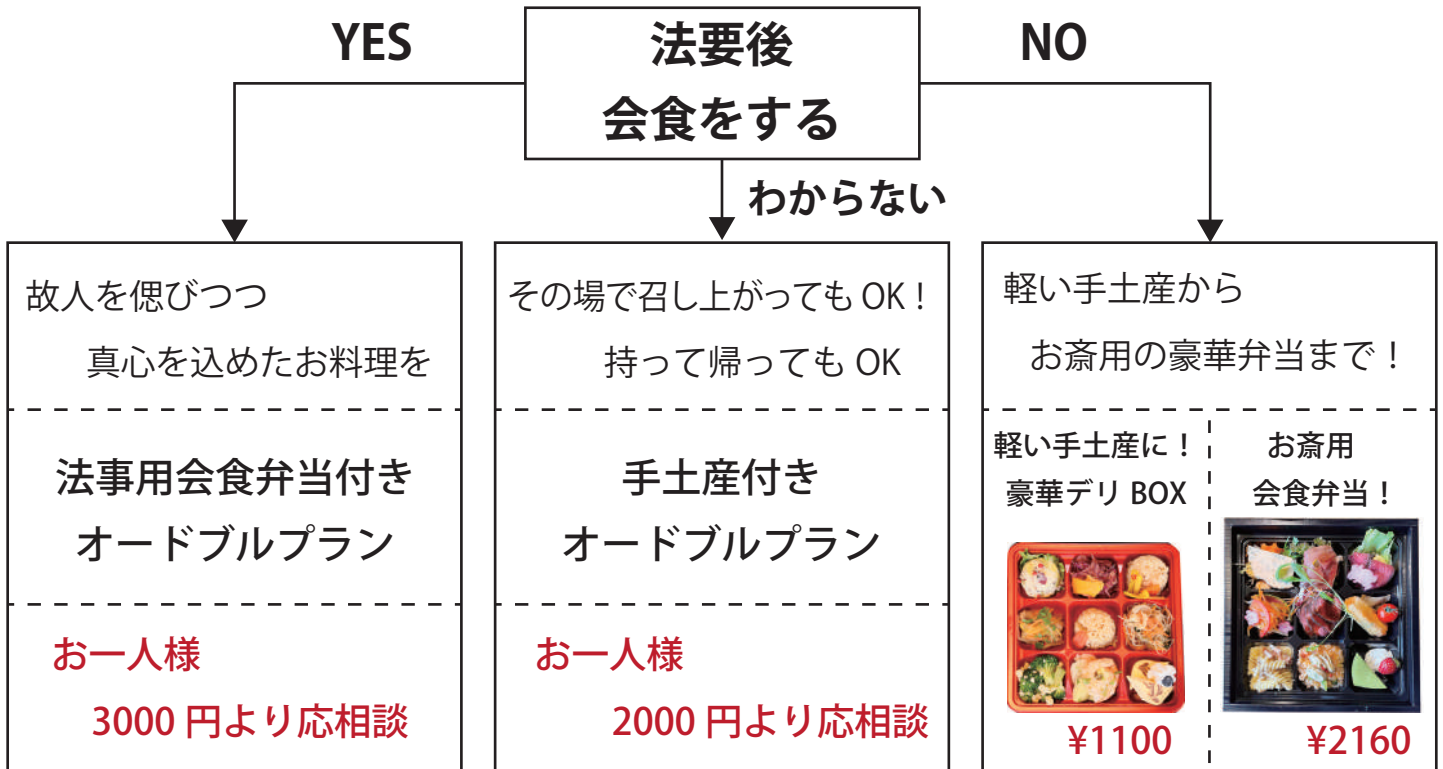 YES
法要後
会食をする
NO
わからない
故人を偲びつつ
真心を込めたお料理を
法事用会食弁当付き
オードブルプラン
お一人様
3000 円より応相談
その場で召し上がっても OK！
持って帰っても OK
手土産付き
オードブルプラン
お一人様
2000 円より応相談
軽い手土産から
お斎用の豪華弁当まで！
軽い手土産に！
豪華デリ BOX
¥1100
お斎用
会食弁当！
¥2160